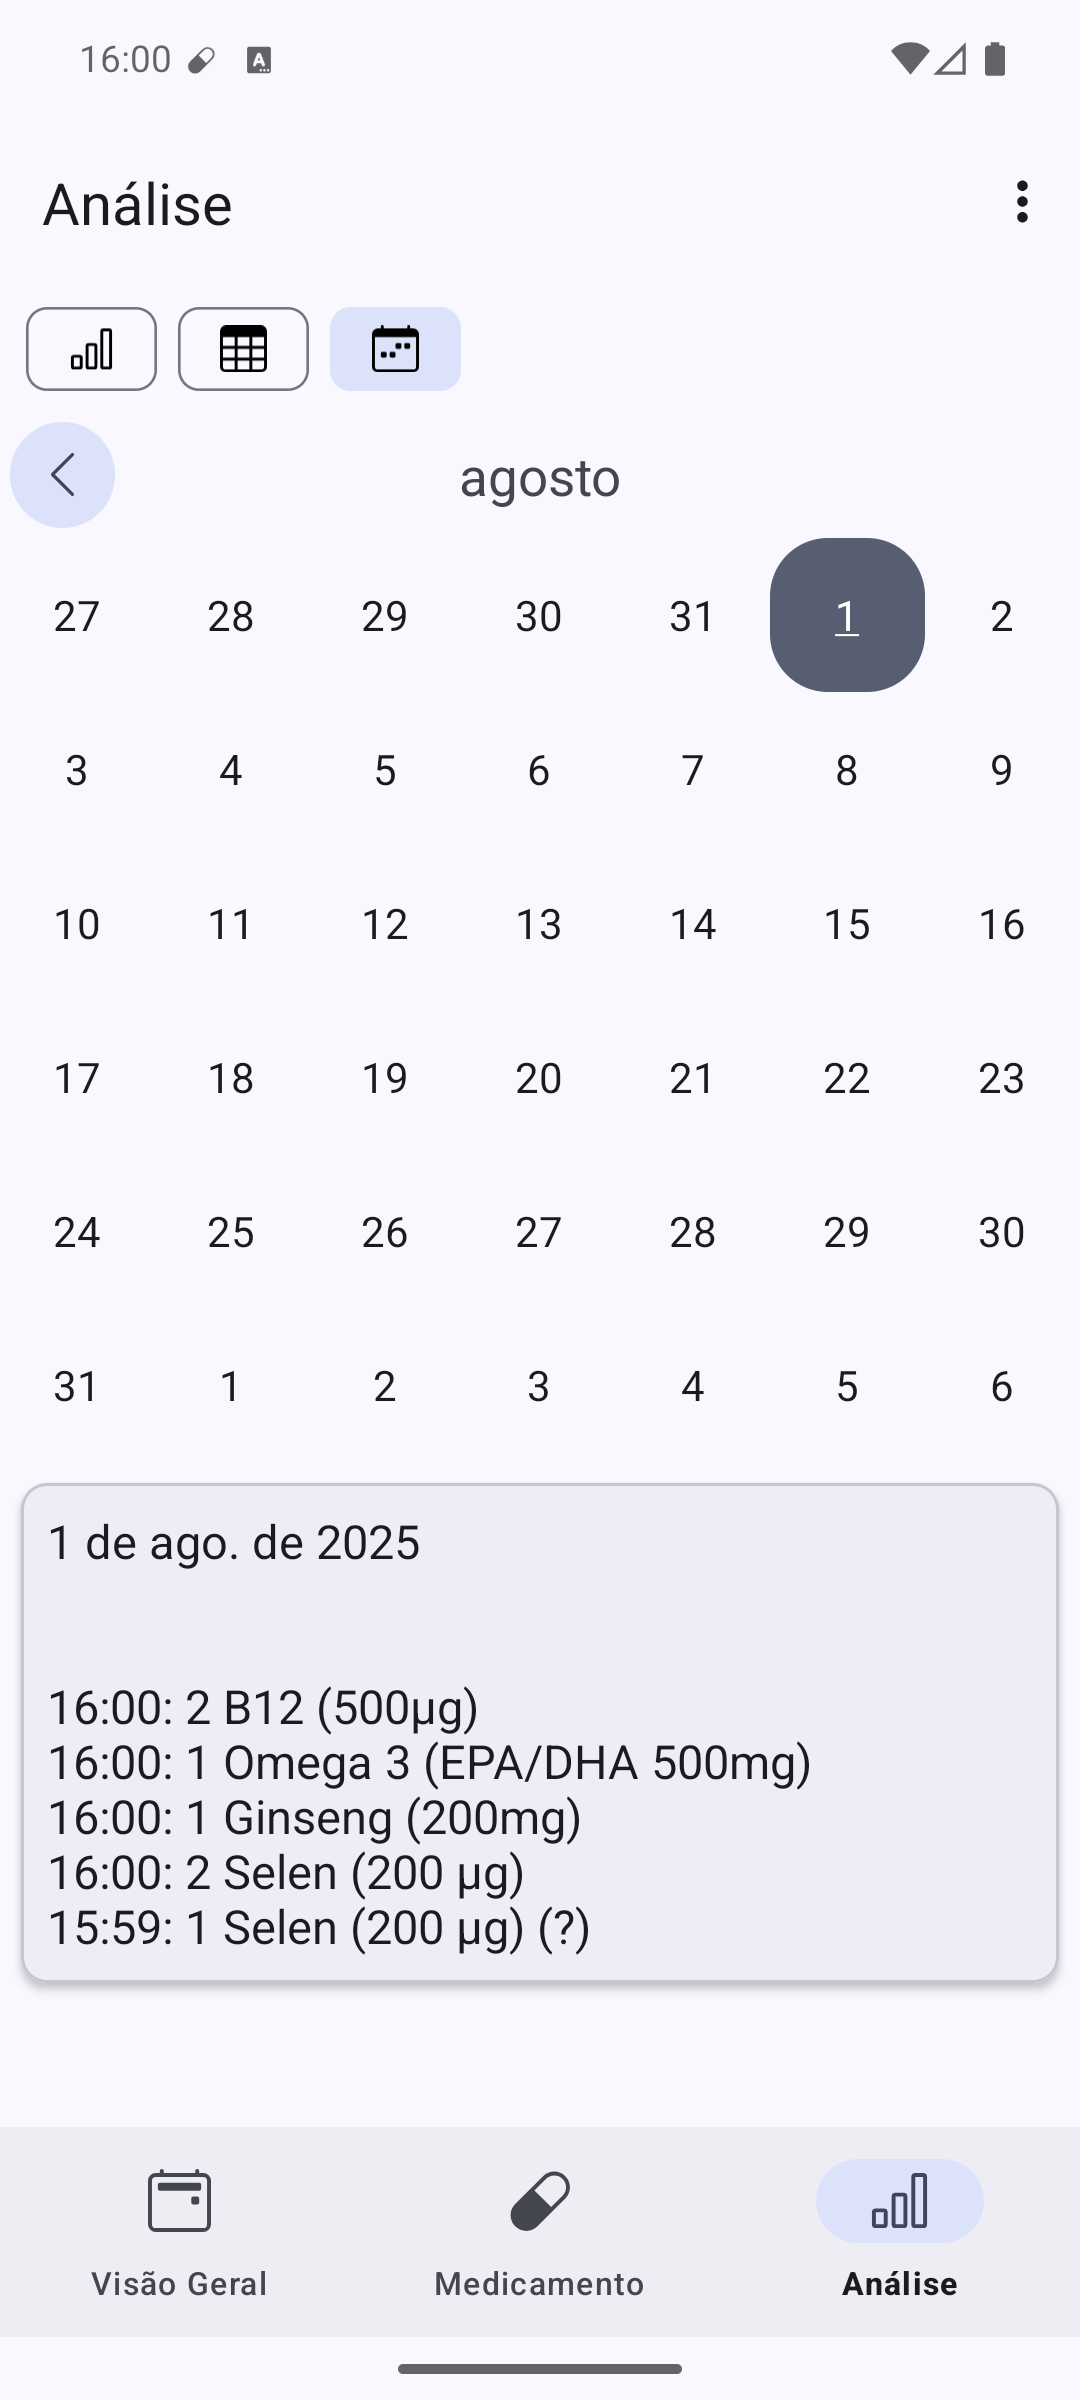 16:00
Análise
agosto
27 28 29 30 31 1 2
3 4 5 6 7 8 9
10 11 12 13 14 15 16
17 18 19 20 21 22 23
24 25 26 27 28 29 30
31 1 2 3 4 5 6
1 de ago. de 2025
16:00: 2 B12 (500µg)
16:00: 1 Omega 3 (EPA/DHA 500mg)
16:00: 1 Ginseng (200mg)
16:00: 2 Selen (200 µg)
15:59: 1 Selen (200 µg) (?)
Visão Geral Medicamento Análise